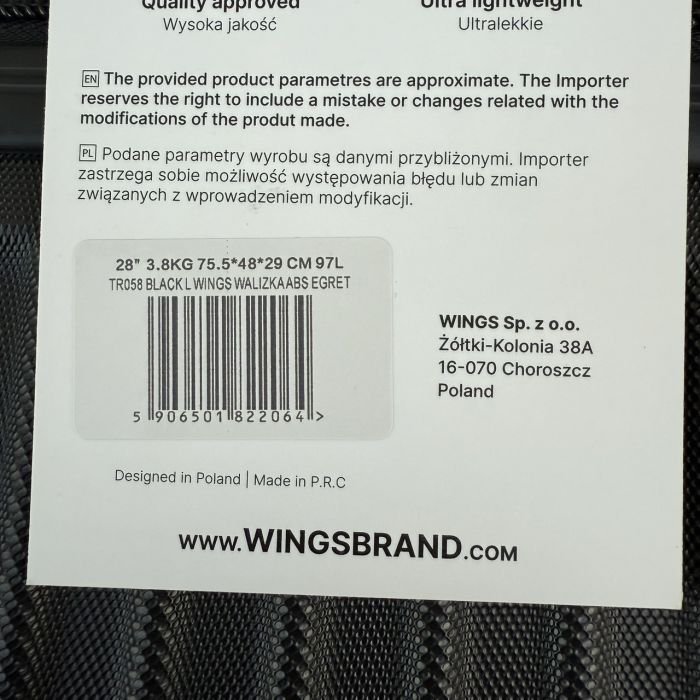 Quality approved
Wysoka jakość
Ultra lightweight
Ultralekkie
EN The provided product parametres are approximate. The Importer
reserves the right to include a mistake or changes related with the
modifications of the produt made.
PL Podane parametry wyrobu są danymi przybliżonymi. Importer
zastrzega sobie możliwość występowania błędu lub zmian
związanych z wprowadzeniem modyfikacji.
28" 3.8KG 75.5*48*29 CM 97L
TR058 BLACK L WINGS WALIZKA ABS EGRET
5 906501 822064 >
WINGS Sp. z o.o.
Żółtki-Kolonia 38A
16-070 Choroszcz
Poland
Designed in Poland | Made in P.R.C
www.WINGSBRAND.COM